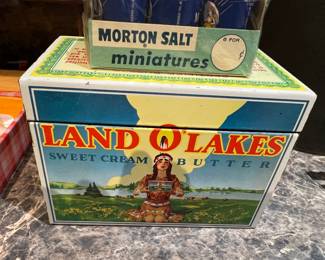 MORTON SALT
miniatures
6 FOR
LAND O'LAKES
SWEET CREAM BUTTER